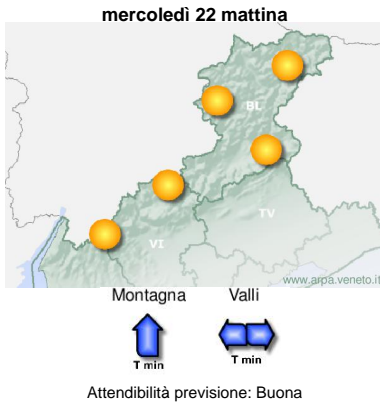 mercoledì 22 mattina
BL
TV
VI
www.arpa.veneto.it
Montagna Valli
T min T min
Attendibilità previsione: Buona